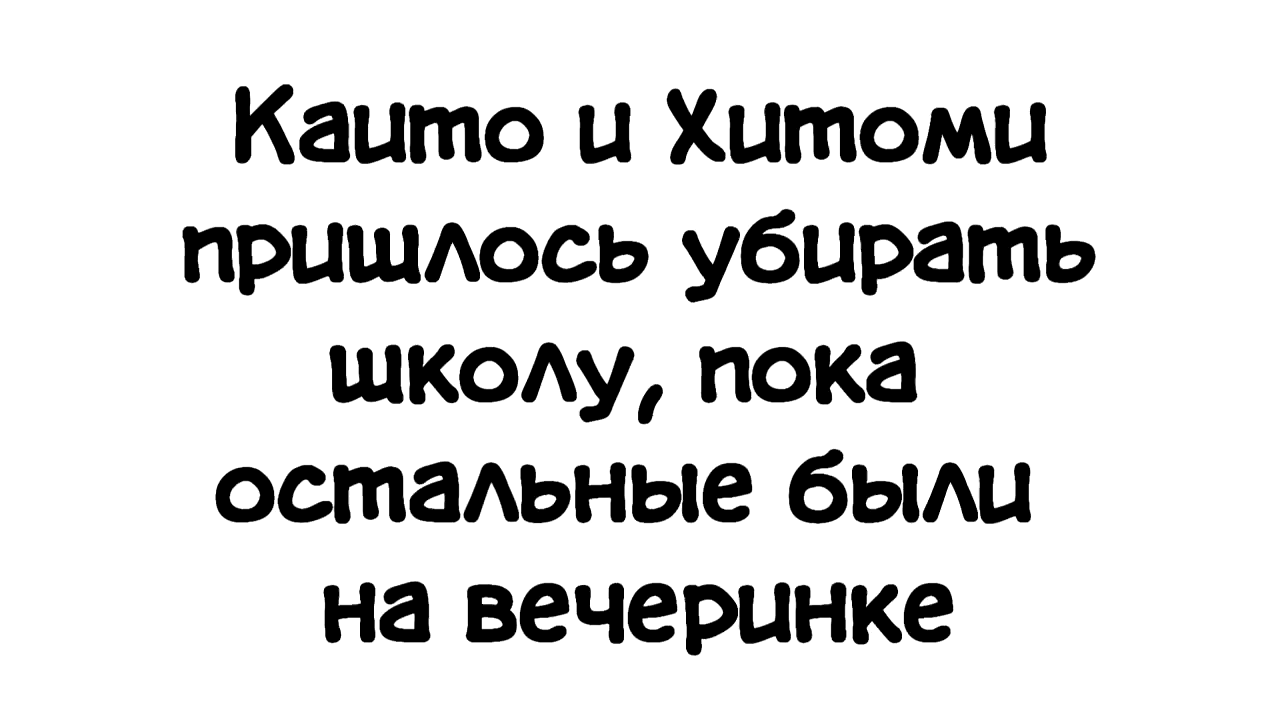 Каито и Хитоми
пришлось убирать
школу, пока
остальные были
на вечеринке